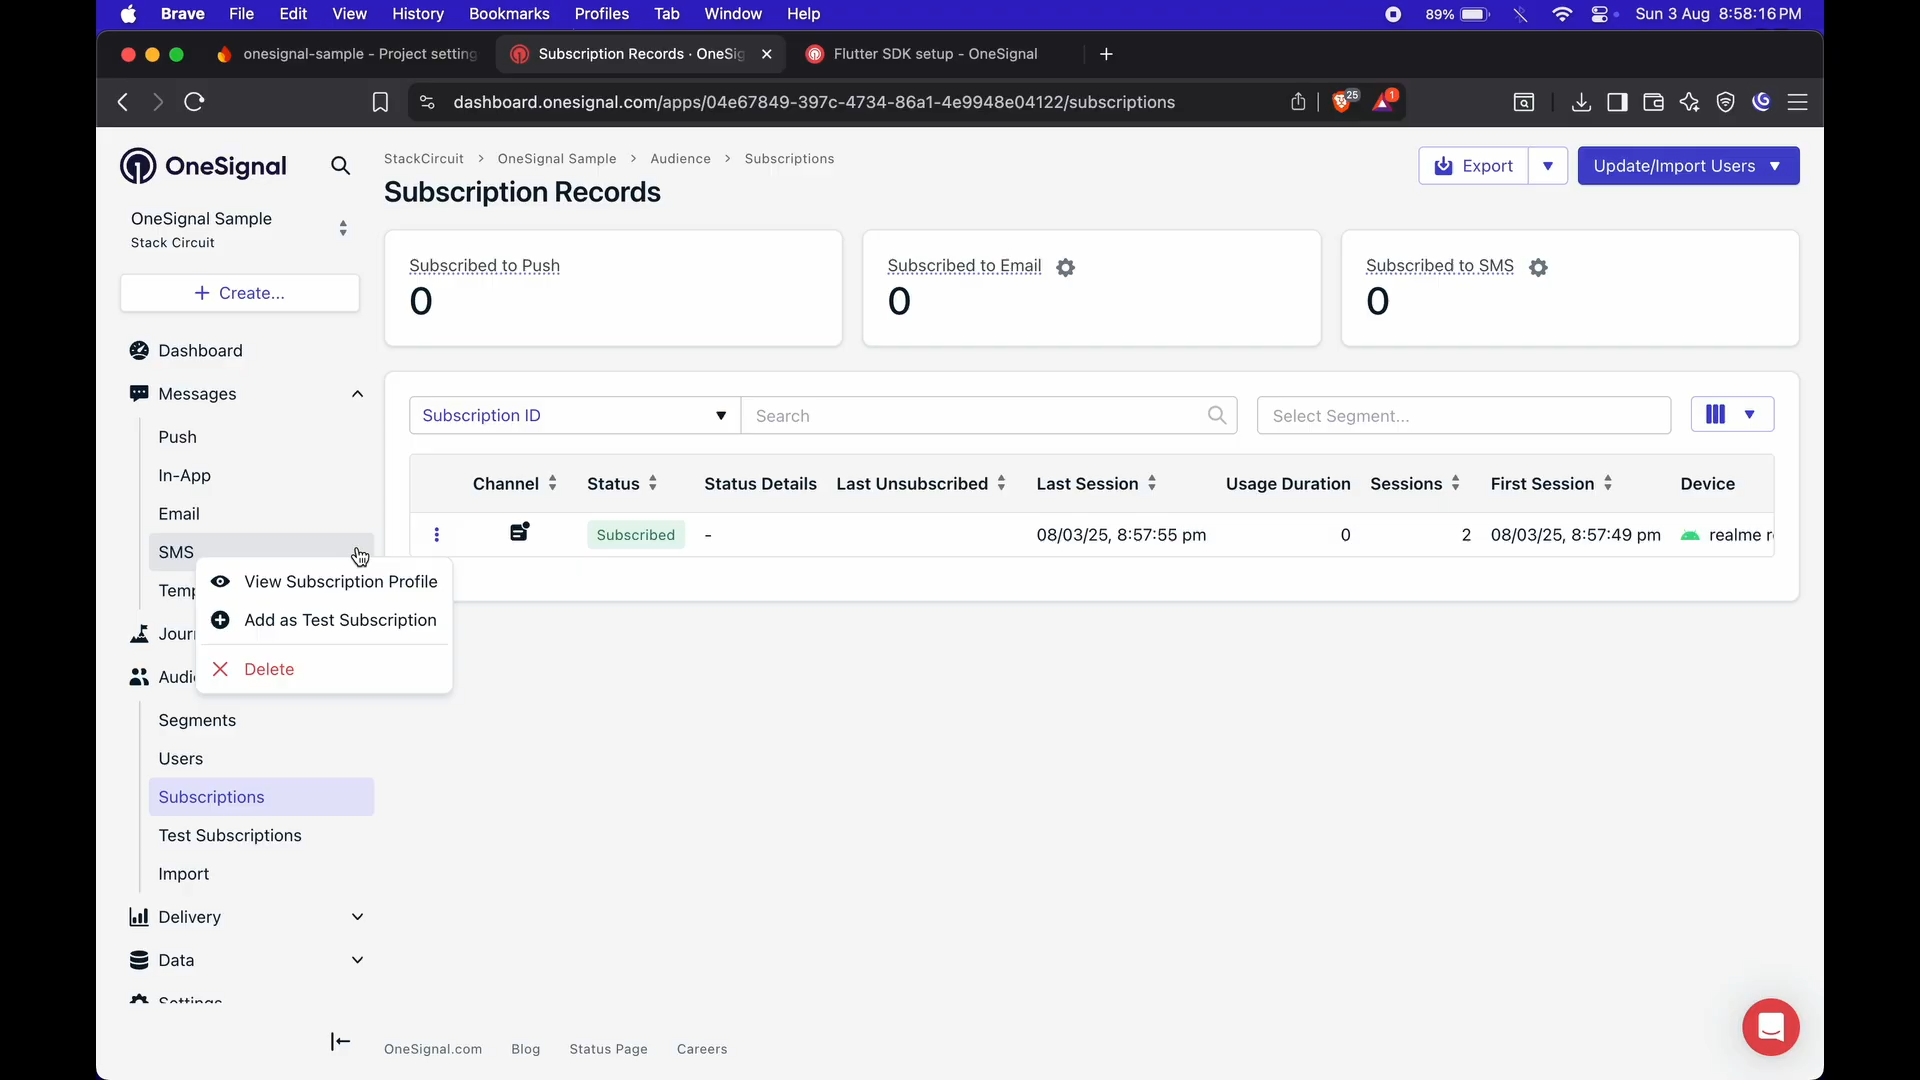 Brave File Edit View History Bookmarks Profiles Tab Window Help 89% Sun 3 Aug 8:58:16 PM
onesignal-sample - Project setting Subscription Records · OneSig Flutter SDK setup - OneSignal
dashboard.onesignal.com/apps/04e67849-397c-4734-86a1-4e9948e04122/subscriptions 25 1
OneSignal
StackCircuit > OneSignal Sample > Audience > Subscriptions
Subscription Records
Export
Update/Import Users
OneSignal Sample
Stack Circuit
+ Create...
Subscribed to Push
0
Subscribed to Email
0
Subscribed to SMS
0
Dashboard
Messages
Push
In-App
Email
SMS
Temp
Jour
Audi
Segments
Users
Subscriptions
Test Subscriptions
Import
Delivery
Data
View Subscription Profile
Add as Test Subscription
Delete
Subscription ID Search Select Segment...
Channel Status Status Details Last Unsubscribed Last Session Usage Duration Sessions First Session Device
Subscribed - 08/03/25, 8:57:55 pm 0 2 08/03/25, 8:57:49 pm realme r
OneSignal.com Blog Status Page Careers